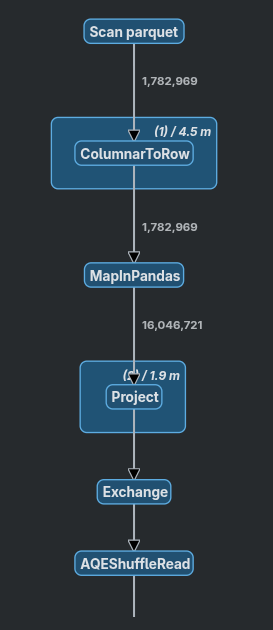 Scan parquet
1,782,969
(1) / 4.5 m
ColumnarToRow
1,782,969
MapInPandas
16,046,721
(2) / 1.9 m
Project
Exchange
AQEShuffleRead